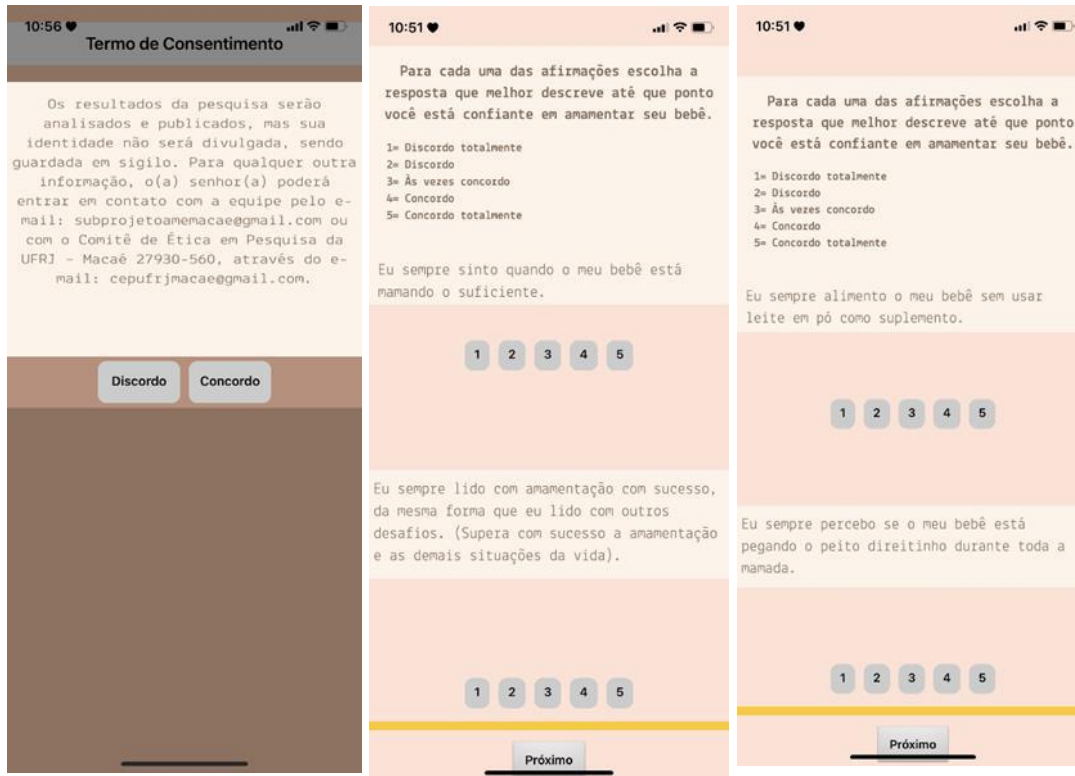 10:56
Termo de Consentimento
Os resultados da pesquisa serão
analisados e publicados, mas sua
identidade não será divulgada, sendo
guardada em sigilo. Para qualquer outra
informação, o(a) senhor(a) poderá
entrar em contato com a equipe pelo e-
mail: subprojetoamemacae@gmail.com ou
com o Comitê de Ética em Pesquisa da
UFRJ - Macaé 27930-560, através do e-
mail: cepufrjmacae@gmail.com.
Discordo Concordo
10:51
Para cada uma das afirmações escolha a
resposta que melhor descreve até que ponto
você está confiante em amamentar seu bebê.
1= Discordo totalmente
2= Discordo
3= Às vezes concordo
4= Concordo
5= Concordo totalmente
Eu sempre sinto quando o meu bebê está
mamando o suficiente.
1 2 3 4 5
Eu sempre lido com amamentação com sucesso,
da mesma forma que eu lido com outros
desafios. (Supera com sucesso a amamentação
e as demais situações da vida).
1 2 3 4 5
Próximo
10:51
Para cada uma das afirmações escolha a
resposta que melhor descreve até que ponto
você está confiante em amamentar seu bebê.
1= Discordo totalmente
2= Discordo
3= Às vezes concordo
4= Concordo
5= Concordo totalmente
Eu sempre alimento o meu bebê sem usar
leite em pó como suplemento.
1 2 3 4 5
Eu sempre percebo se o meu bebê está
pegando o peito direitinho durante toda a
mamada.
1 2 3 4 5
Próximo